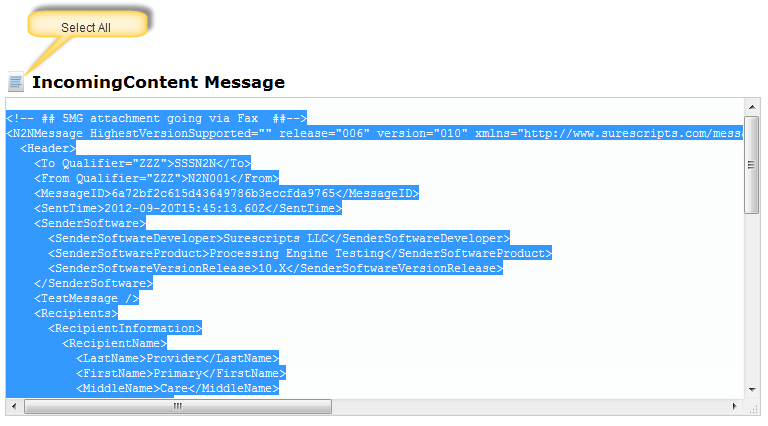 Select All
IncomingContent Message
<!-- ## 5MG attachment going via Fax  ##-->
<N2NMessage HighestVersionSupported="" release="006" version="010" xmlns="http://www.surescripts.com/messa
<Header>
<To Qualifier="ZZZ">SSSN2N</To>
<From Qualifier="ZZZ">N2N001</From>
<MessageID>6a72bf2c615d43649786b3eccfda9765</MessageID>
<SentTime>2012-09-20T15:45:13.60Z</SentTime>
<SenderSoftware>
<SenderSoftwareDeveloper>Surescripts LLC</SenderSoftwareDeveloper>
<SenderSoftwareProduct>Processing Engine Testing</SenderSoftwareProduct>
<SenderSoftwareVersionRelease>10.X</SenderSoftwareVersionRelease>
</SenderSoftware>
<TestMessage />
<Recipients>
<RecipientInformation>
<RecipientName>
<LastName>Provider</LastName>
<FirstName>Primary</FirstName>
<MiddleName>Care</MiddleName>